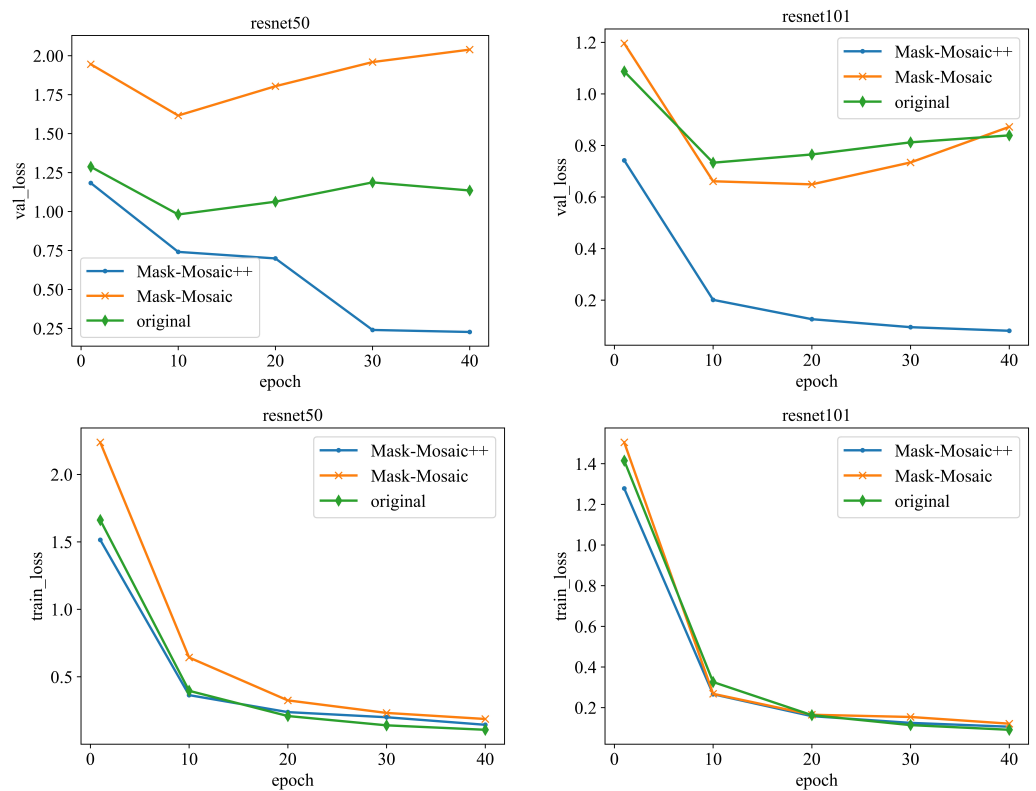 resnet50
2.00
1.75
1.50
1.25
1.00
0.75
0.50
0.25
val_loss
Mask-Mosaic++
Mask-Mosaic
original
0 10 20 30 40
epoch
resnet101
1.2
1.0
0.8
0.6
0.4
0.2
val_loss
Mask-Mosaic++
Mask-Mosaic
original
0 10 20 30 40
epoch
resnet50
2.0
1.5
1.0
0.5
train_loss
Mask-Mosaic++
Mask-Mosaic
original
0 10 20 30 40
epoch
resnet101
1.4
1.2
1.0
0.8
0.6
0.4
0.2
train_loss
Mask-Mosaic++
Mask-Mosaic
original
0 10 20 30 40
epoch